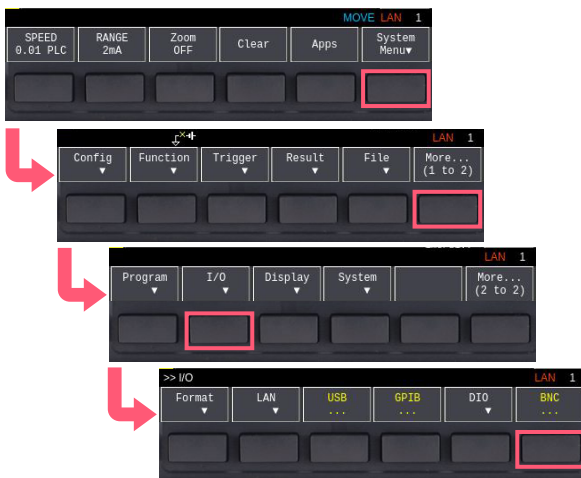 MOVE LAN 1
SPEED RANGE Zoom Clear Apps System
0.01 PLC 2mA OFF Menu▼
LAN 1
Config Function Trigger Result File More...
▼ ▼ ▼ ▼ ▼ (1 to 2)
LAN 1
Program I/O Display System More...
▼ ▼ ▼ ▼ (2 to 2)
>> I/O LAN 1
Format LAN USB GPIB DIO BNC
▼ ▼ ... ... ▼ ...